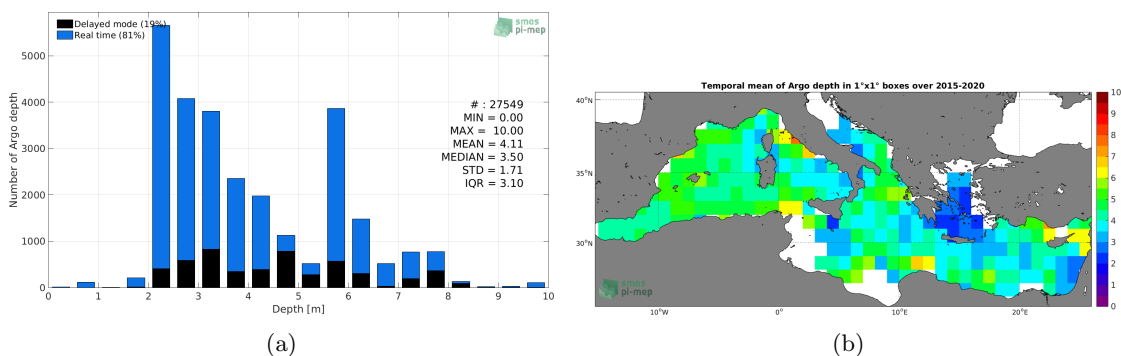 Delayed mode (19%)
Real time (81%)
smos
pi-mep
Number of Argo depth
5000
4000
3000
2000
1000
0
# : 27549
MIN = 0.00
MAX = 10.00
MEAN = 4.11
MEDIAN = 3.50
STD = 1.71
IQR = 3.10
0 1 2 3 4 5 6 7 8 9 10
Depth [m]
(a)
Temporal mean of Argo depth in 1°x1° boxes over 2015-2020
40°N
35°N
30°N
10°W 0°E 10°E 20°E
smos
pi-mep
10
9
8
7
6
5
4
3
2
1
0
(b)